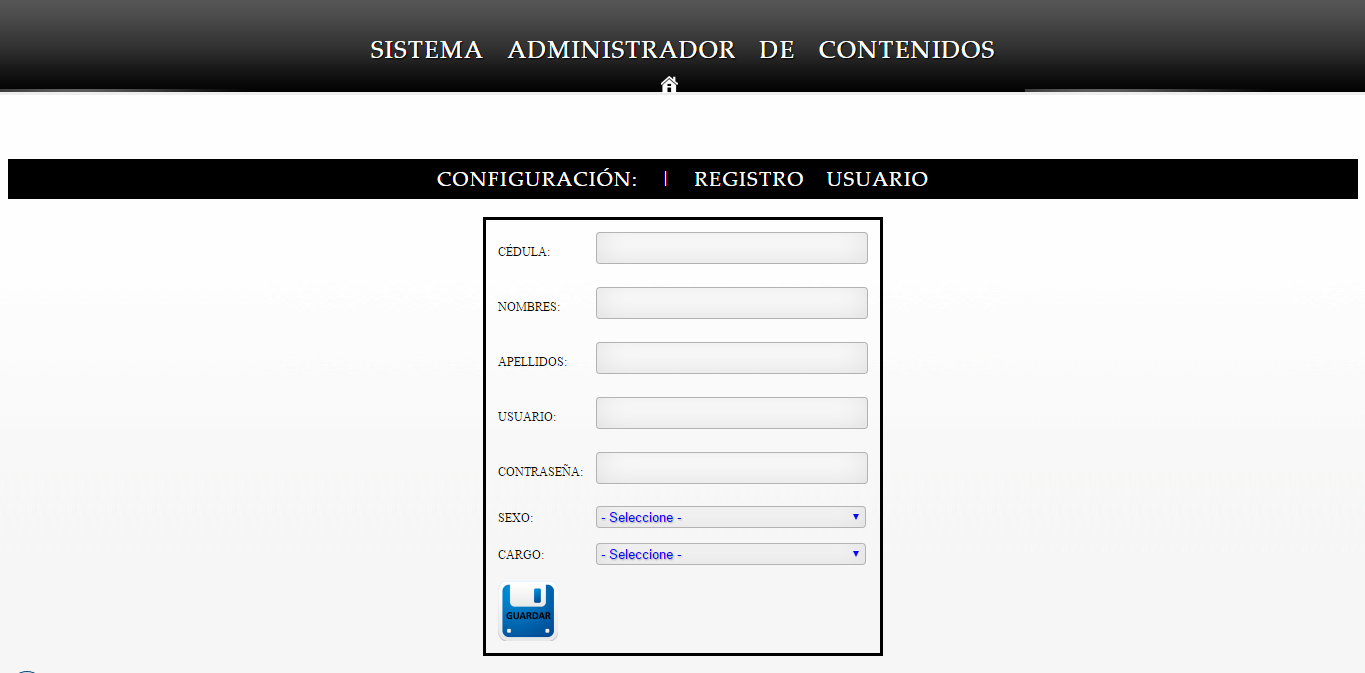 SISTEMA ADMINISTRADOR DE CONTENIDOS
CONFIGURACIÓN: | REGISTRO USUARIO
CÉDULA:
NOMBRES:
APELLIDOS:
USUARIO:
CONTRASEÑA:
SEXO: - Seleccione -
CARGO: - Seleccione -
GUARDAR